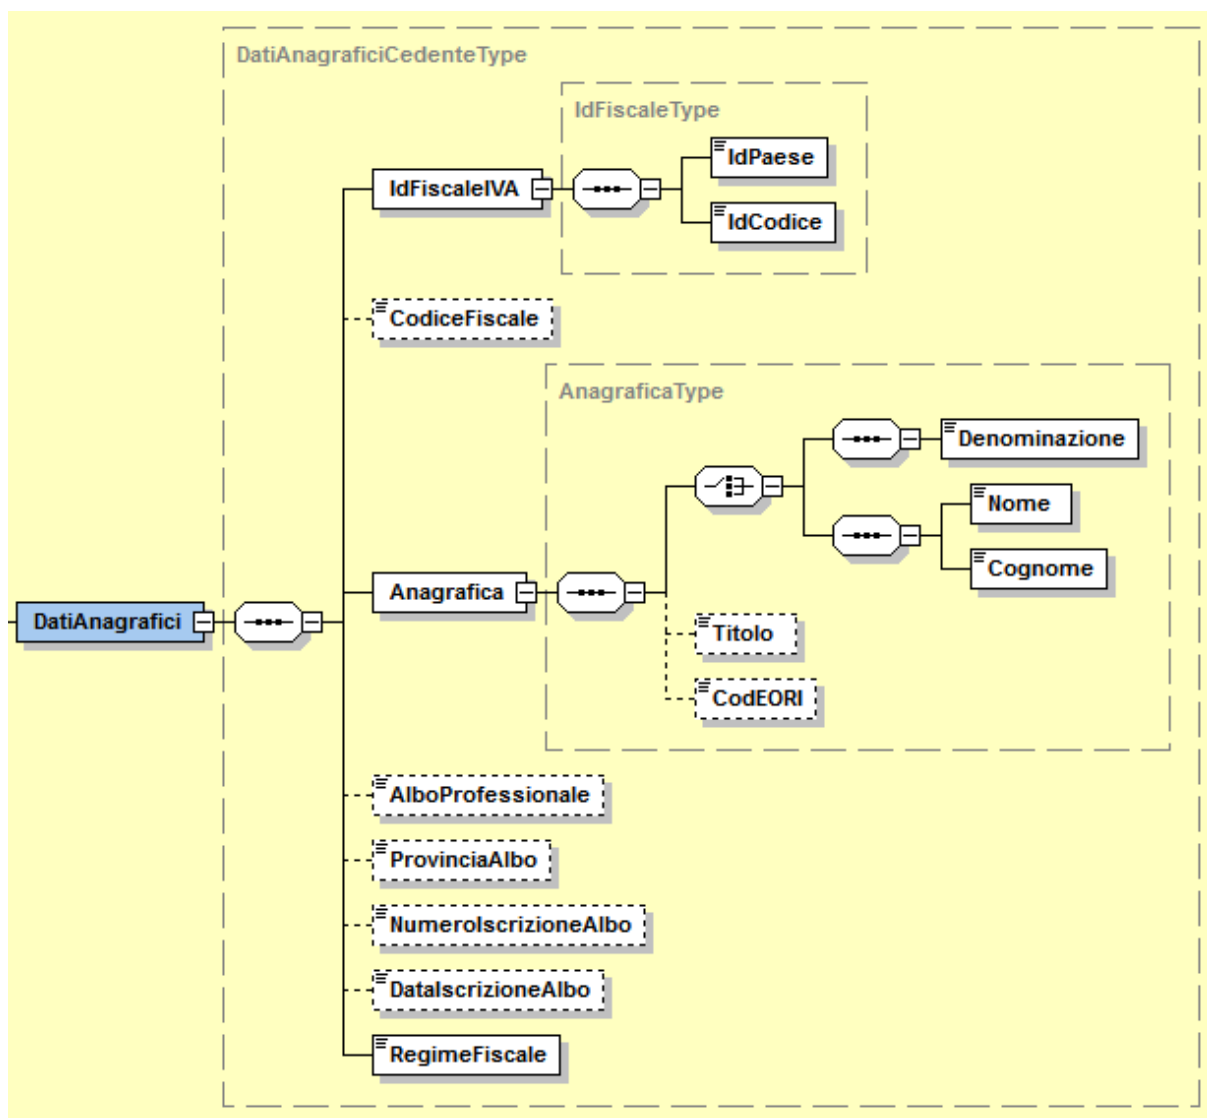 DatiAnagraficiCedenteType
IdFiscaleType
IdPaese
IdFiscaleIVA
IdCodice
CodiceFiscale
AnagraficaType
Denominazione
Nome
Cognome
Anagrafica
DatiAnagrafici
Titolo
CodEORI
AlboProfessionale
ProvinciaAlbo
NumeroIscrizioneAlbo
DataIscrizioneAlbo
RegimeFiscale